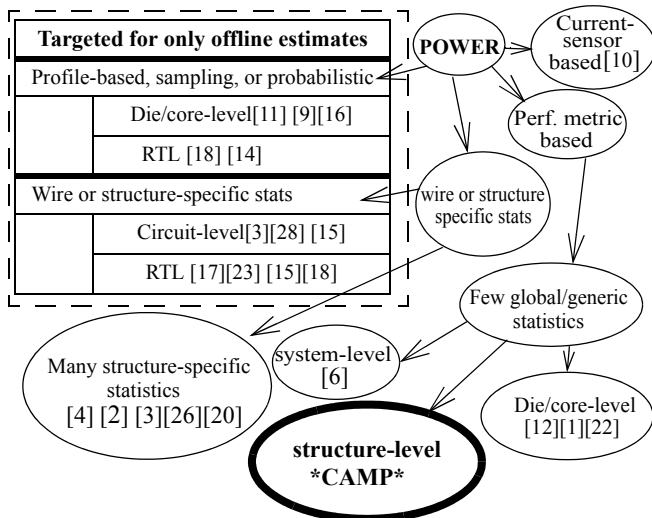 Targeted for only offline estimates
Profile-based, sampling, or probabilistic
Die/core-level[11] [9][16]
RTL [18] [14]
Wire or structure-specific stats
Circuit-level[3][28] [15]
RTL [17][23] [15][18]
POWER
Current-
sensor
based[10]
Perf. metric
based
wire or structure
specific stats
Few global/generic
statistics
Many structure-specific
statistics
[4] [2] [3][26][20]
system-level
[6]
structure-level
*CAMP*
Die/core-level
[12][1][22]